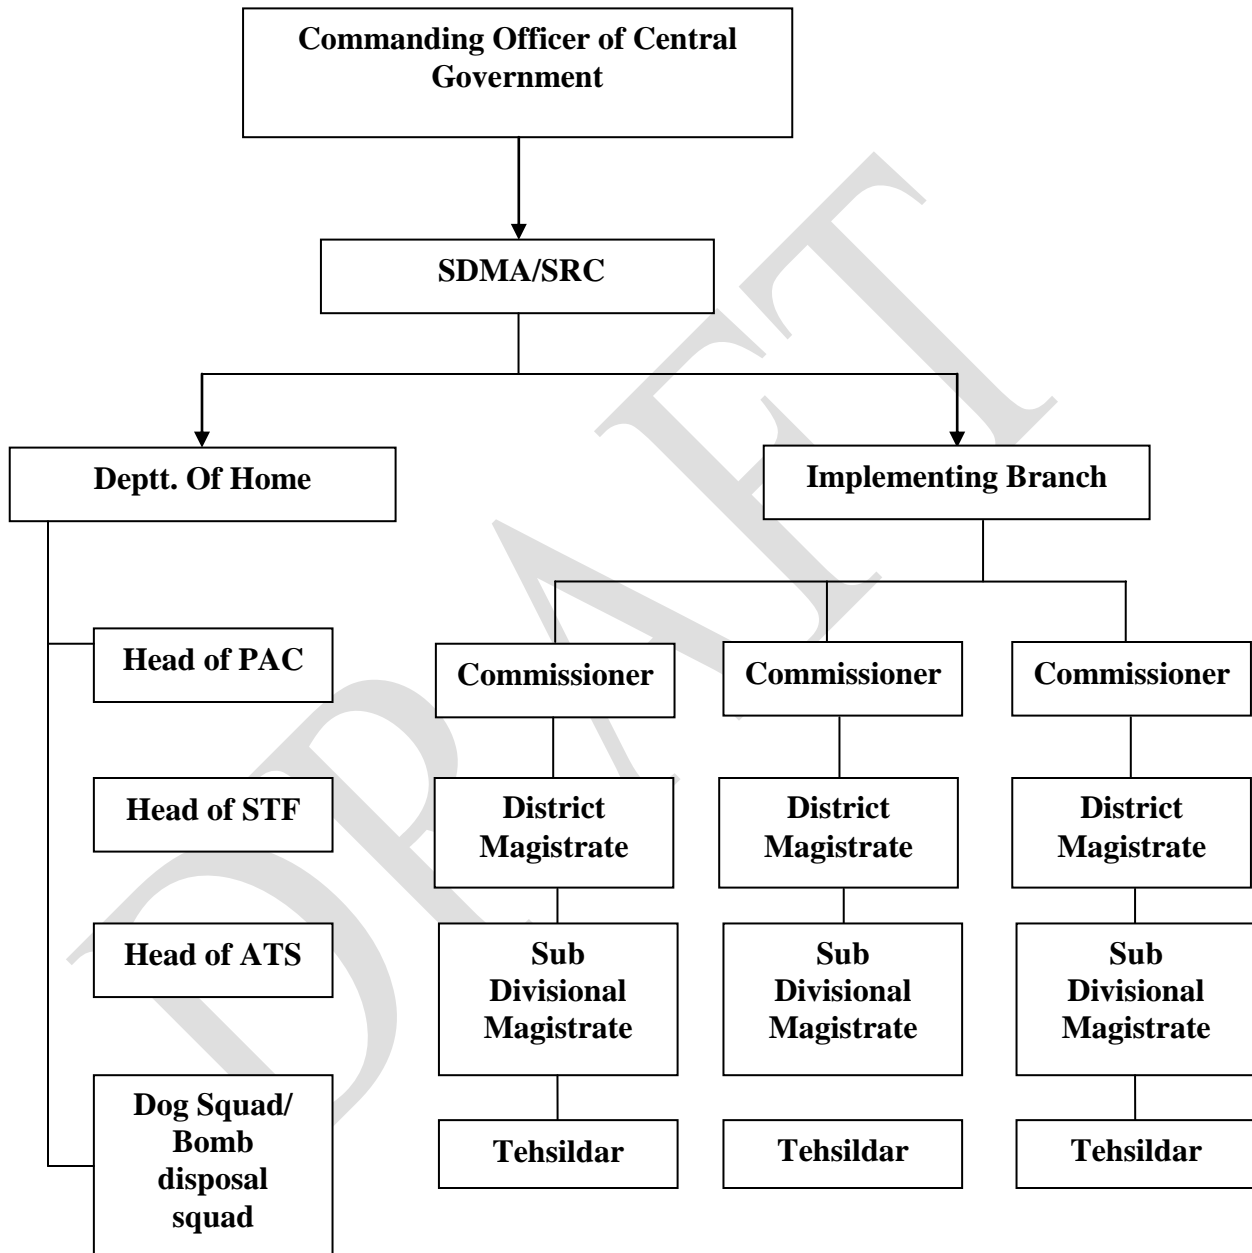 Commanding Officer of Central
Government
SDMA/SRC
Deptt. Of Home
Implementing Branch
Head of PAC
Head of STF
Head of ATS
Dog Squad/
Bomb
disposal
squad
Commissioner
District
Magistrate
Sub
Divisional
Magistrate
Tehsildar
Commissioner
District
Magistrate
Sub
Divisional
Magistrate
Tehsildar
Commissioner
District
Magistrate
Sub
Divisional
Magistrate
Tehsildar
DRAFT